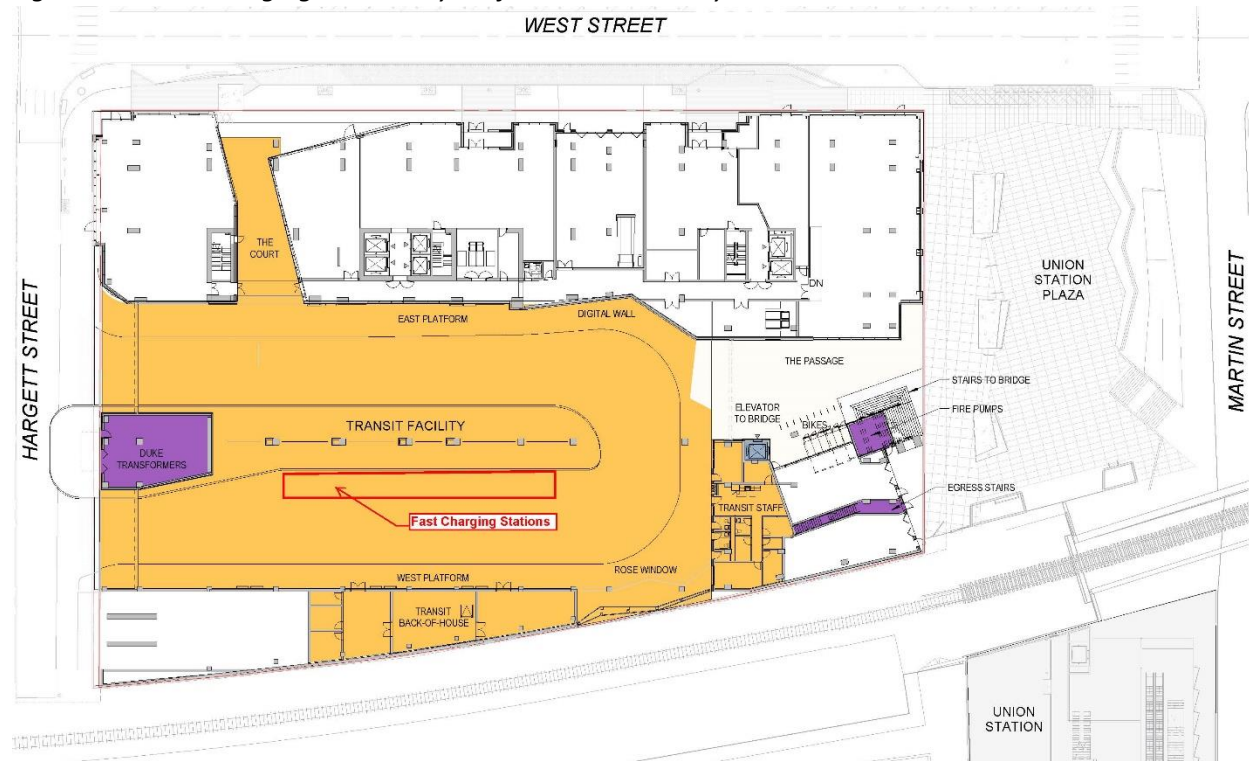 WEST STREET
THE
COURT
DN
UNION
STATION
PLAZA
HARGETT STREET
MARTIN STREET
EAST PLATFORM
DIGITAL WALL
THE PASSAGE
STAIRS TO BRIDGE
ELEVATOR
TO BRIDGE
BIKES
FIRE PUMPS
TRANSIT FACILITY
DUKE
TRANSFORMERS
EGRESS STAIRS
TRANSIT STAFF
Fast Charging Stations
ROSE WINDOW
WEST PLATFORM
TRANSIT
BACK-OF-HOUSE
UNION
STATION